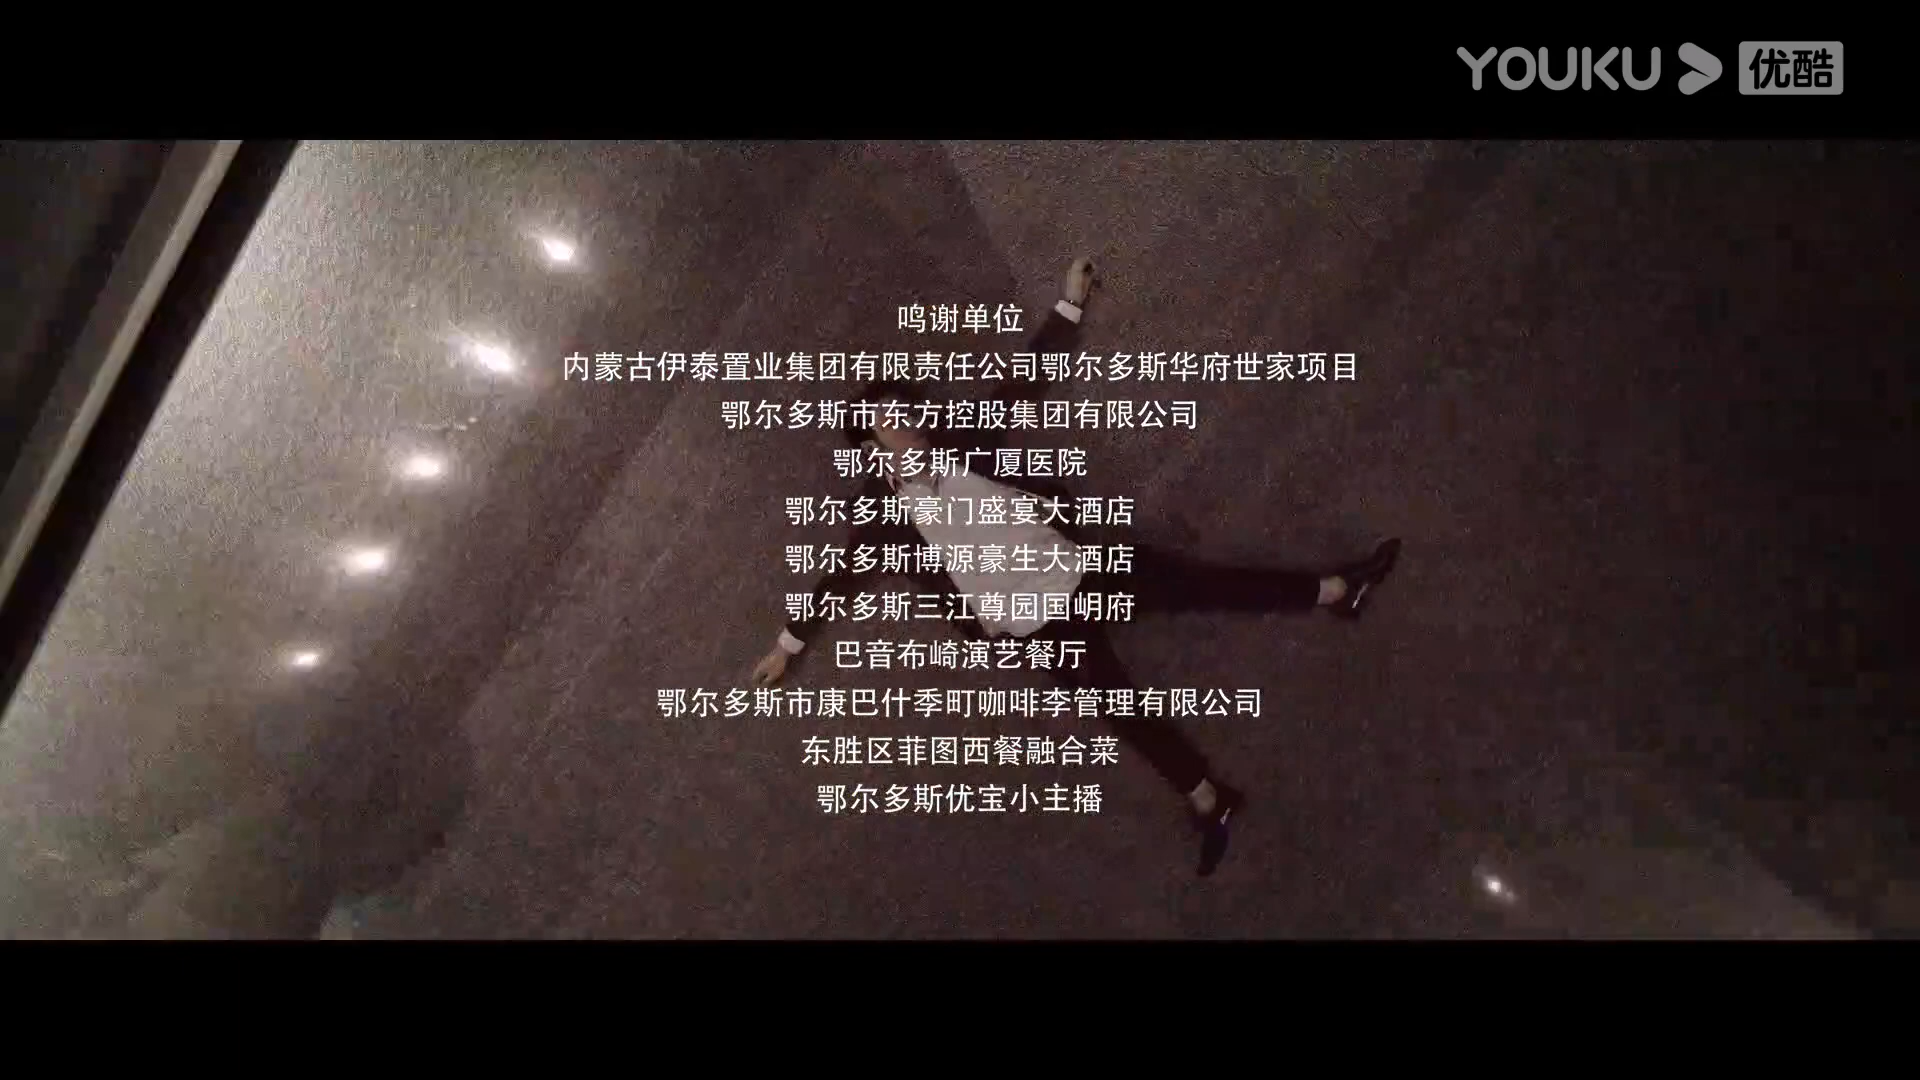 YOUKU 优酷
鸣谢单位
内蒙古伊泰置业集团有限责任公司鄂尔多斯华府世家项目
鄂尔多斯市东方控股集团有限公司
鄂尔多斯广厦医院
鄂尔多斯豪门盛宴大酒店
鄂尔多斯博源豪生大酒店
鄂尔多斯三江尊园国岄府
巴音布崎演艺餐厅
鄂尔多斯市康巴什季町咖啡李管理有限公司
东胜区菲图西餐融合菜
鄂尔多斯优宝小主播